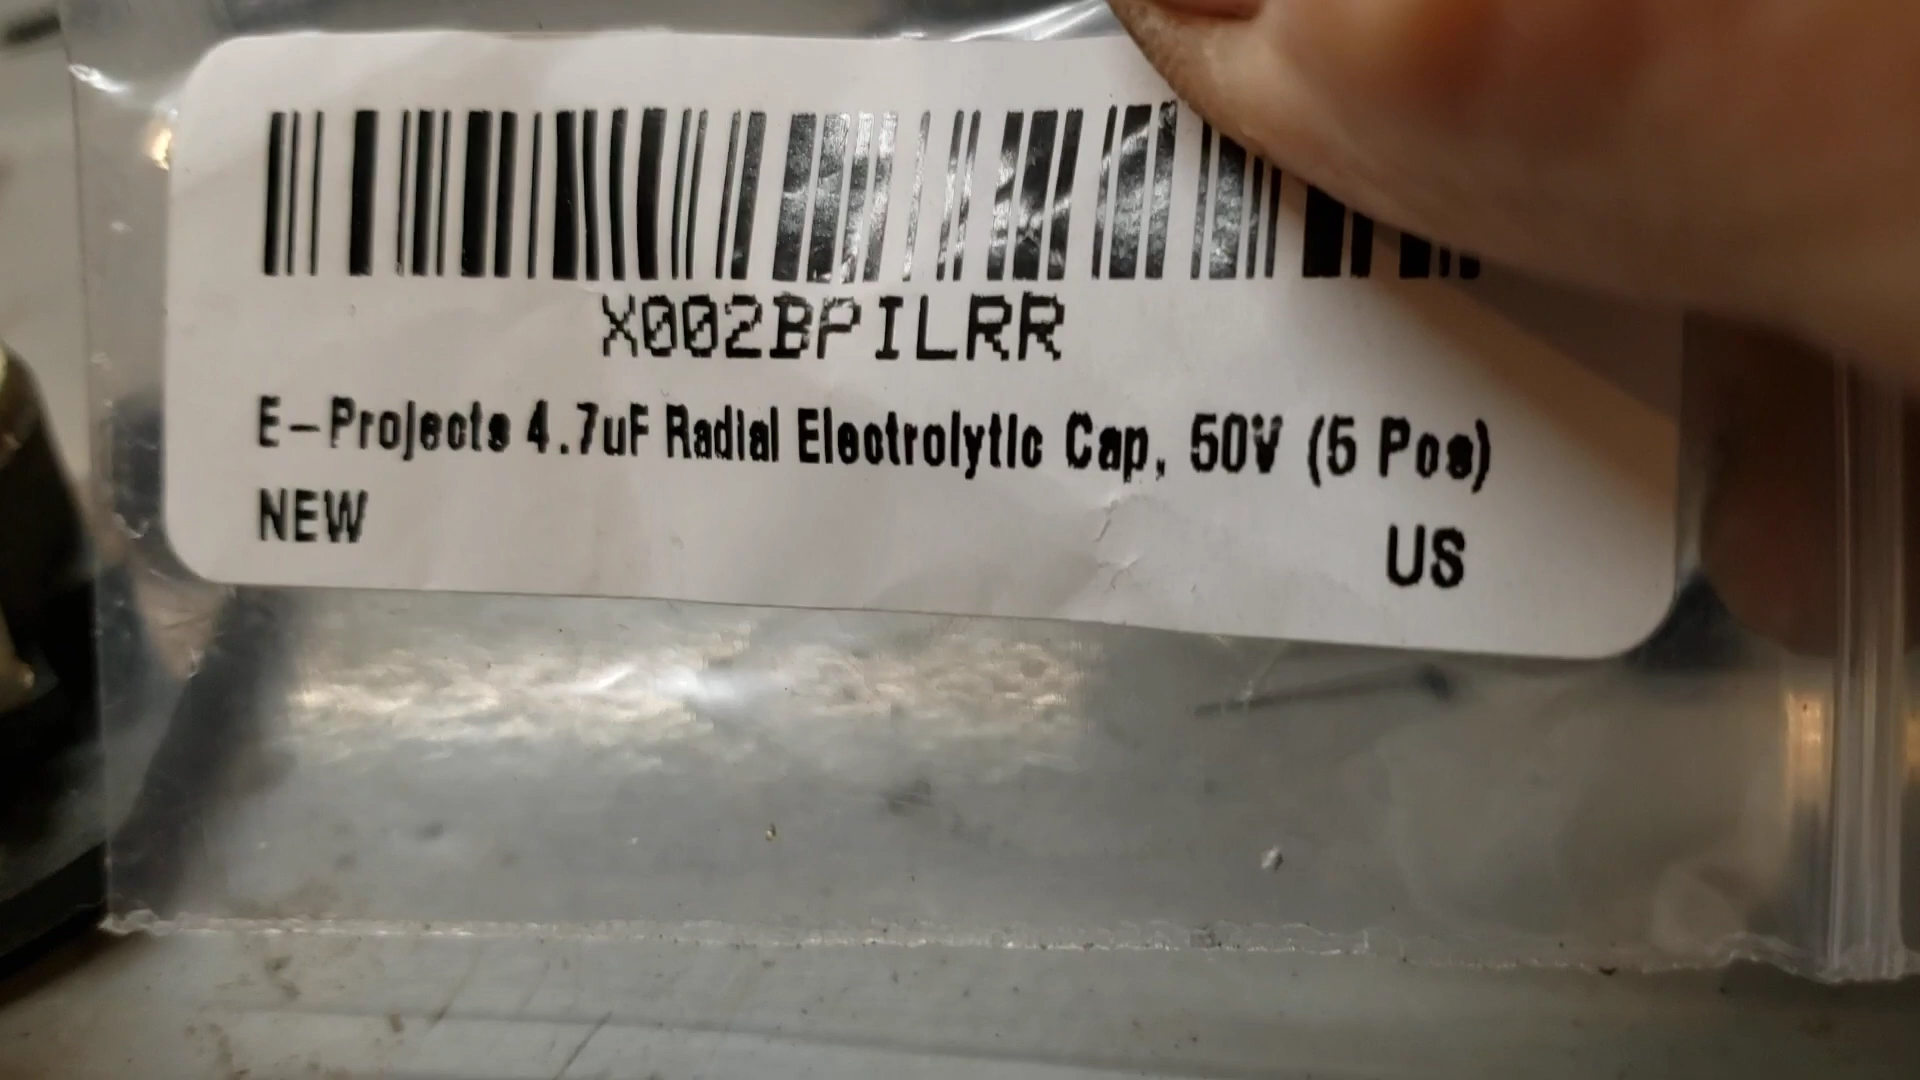 X002BPILRR
E-Projects 4.7uF Radial Electrolytic Cap, 50V (5 Pcs)
NEW
US